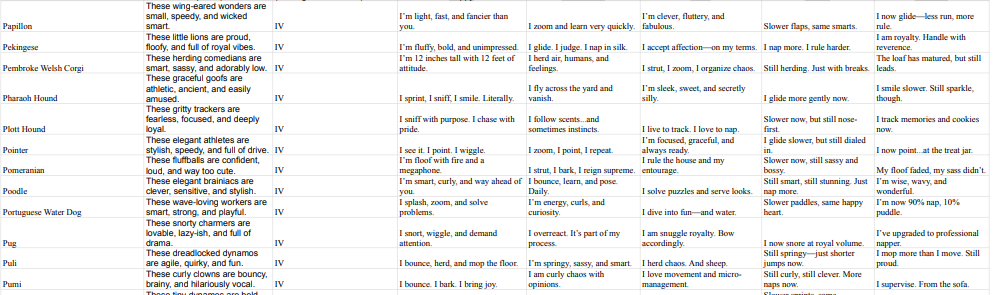 Papillon	These wing-eared wonders are small, speedy, and wicked smart.	IV	I'm light, fast, and fancier than you.	I zoom and learn very quickly.	I'm clever, fluttery, and fabulous.	Slower flaps, same smarts.	I now glide—less run, more rule.
Pekingese	These little lions are proud, floofy, and full of royal vibes.	IV	I'm fluffy, bold, and unimpressed.	I glide. I judge. I nap in silk.	I accept affection—on my terms.	I nap more. I rule harder.	I am royalty. Handle with reverence.
Pembroke Welsh Corgi	These herding comedians are smart, sassy, and adorably low.	IV	I'm 12 inches tall with 12 feet of attitude.	I herd air, humans, and feelings.	I strut, I zoom, I organize chaos.	Still herding. Just with breaks.	The loaf has matured, but still leads.
Pharaoh Hound	These graceful goofs are athletic, ancient, and easily amused.	IV	I sprint, I sniff, I smile. Literally.	I fly across the yard and vanish.	I'm sleek, sweet, and secretly silly.	I glide more gently now.	I smile slower. Still sparkle, though.
Plott Hound	These gritty trackers are fearless, focused, and deeply loyal.	IV	I sniff with purpose. I chase with pride.	I follow scents...and sometimes instincts.	I live to track. I love to nap.	Slower now, but still nose-first.	I track memories and cookies now.
Pointer	These elegant athletes are stylish, speedy, and full of drive.	IV	I see it. I point. I wiggle.	I zoom, I point, I repeat.	I'm focused, graceful, and always ready.	I glide slower, but still dialed in.	I now point...at the treat jar.
Pomeranian	These fluffballs are confident, loud, and way too cute.	IV	I'm floof with fire and a megaphone.	I strut, I bark, I reign supreme.	I rule the house and my entourage.	Slower now, still sassy and bossy.	My floof faded, my sass didn't.
Poodle	These elegant brainiacs are clever, sensitive, and stylish.	IV	I'm smart, curly, and way ahead of you.	I bounce, learn, and pose. Daily.	I solve puzzles and serve looks.	Still smart, still stunning. Just nap more.	I'm wise, wavy, and wonderful.
Portuguese Water Dog	These wave-loving workers are smart, strong, and playful.	IV	I splash, zoom, and solve problems.	I'm energy, curls, and curiosity.	I dive into fun—and water.	Slower paddles, same happy heart.	I'm now 90% nap, 10% puddle.
Pug	These snorty charmers are lovable, lazy-ish, and full of drama.	IV	I snort, wiggle, and demand attention.	I overreact. It's part of my process.	I am snuggle royalty. Bow accordingly.	I now snore at royal volume.	I've upgraded to professional napper.
Puli	These dreadlocked dynamos are agile, quirky, and fun.	IV	I bounce, herd, and mop the floor.	I'm springy, sassy, and smart.	I herd chaos. And sheep.	Still springy—just shorter jumps now.	I mop more than I move. Still proud.
Pumi	These curly clowns are bouncy, brainy, and hilariously vocal.	IV	I bounce. I bark. I bring joy.	I am curly chaos with opinions.	I love movement and micro-management.	Still curly, still clever. More naps now.	I supervise. From the sofa.